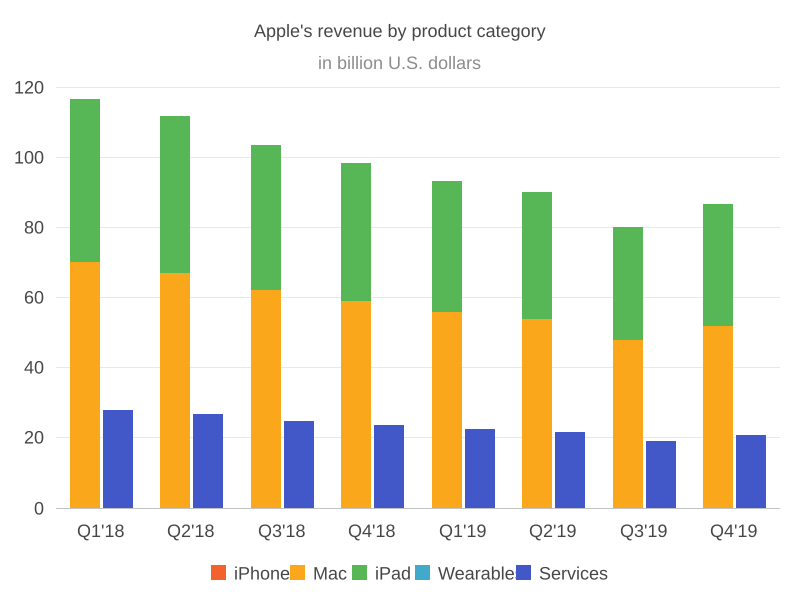 Apple's revenue by product category
in billion U.S. dollars
120
100
80
60
40
20
0
Q1'18 Q2'18 Q3'18 Q4'18 Q1'19 Q2'19 Q3'19 Q4'19
iPhone Mac iPad Wearable Services